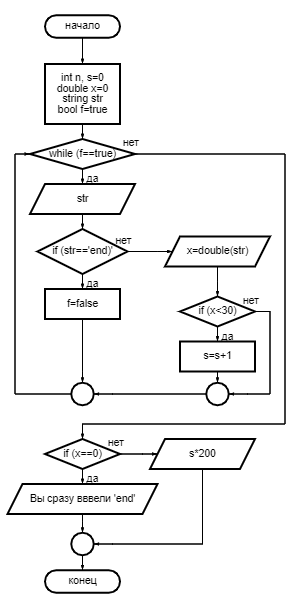 начало
int n, s=0
double x=0
string str
bool f=true
while (f==true)
нет
да
str
if (str=='end)'
нет
x=double(str)
да
f=false
if (x<30)
нет
да
s=s+1
if (x==0)
нет
s*200
да
Вы сразу вввели 'end'
конец